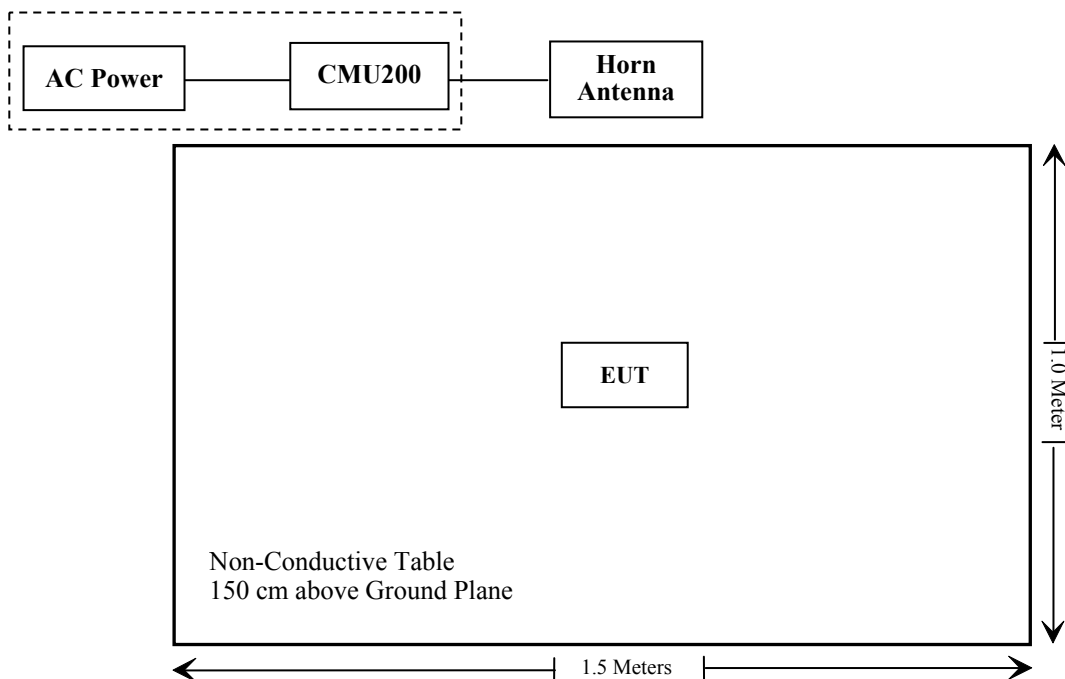 AC Power
CMU200
Horn
Antenna
EUT
1.0 Meter
Non-Conductive Table
150 cm above Ground Plane
1.5 Meters